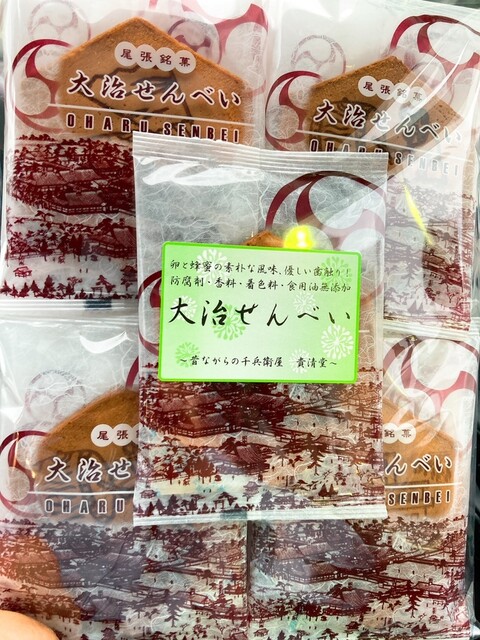 尾張銘菓
大治せんべい
OHARU SENBEI
尾張銘菓
大治せんべい
OHARU SENBEI
卵と蜂蜜の素朴な風味、優しい歯触り!
防腐剤・香料・着色料・食用油無添加
大治せんべい
~昔ながらの千兵衛屋 貴清堂~
尾張銘菓
大治せんべ
OHARU
銘菓
んべい
SENBEI